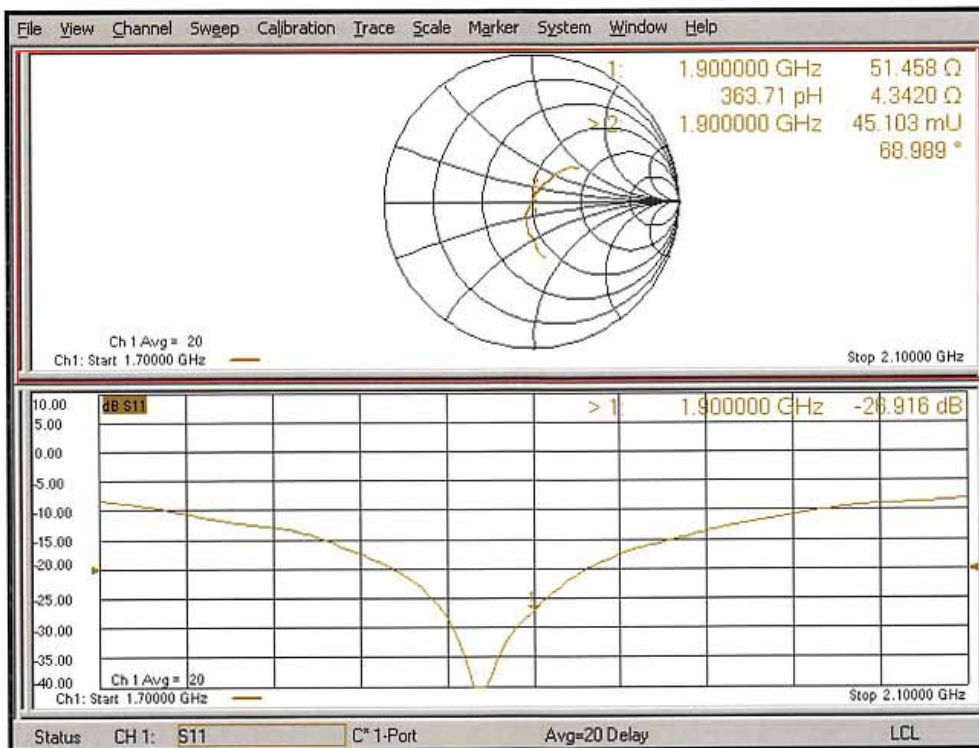 File View Channel Sweep Calibration Trace Scale Marker System Window Help
1: 1.900000 GHz 51.458 Ω
363.71 pH 4.3420 Ω
> 2: 1.900000 GHz 45.103 mU
68.989 °
Ch 1 Avg = 20
Ch1: Start 1.70000 GHz
Stop 2.10000 GHz
10.00
dB S11
> 1: 1.900000 GHz -26.916 dB
5.00
0.00
-5.00
-10.00
-15.00
-20.00
-25.00
1
-30.00
-35.00
-40.00
Ch 1 Avg = 20
Ch1: Start 1.70000 GHz
Stop 2.10000 GHz
Status CH 1: S11 C* 1-Port Avg=20 Delay LCL